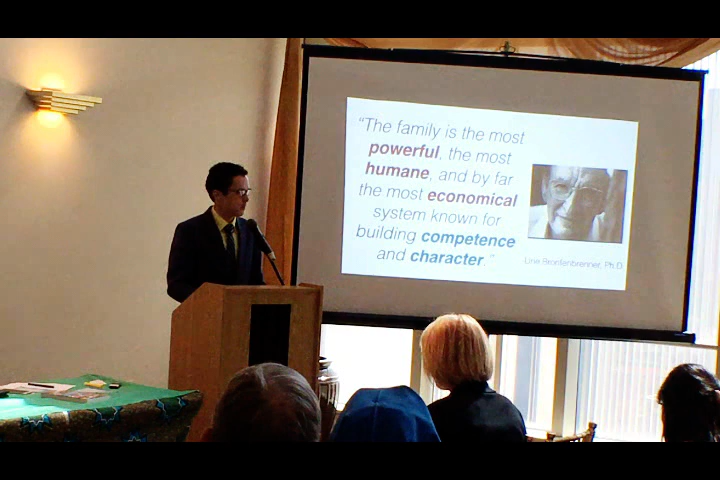 “The family is the most
powerful, the most
humane, and by far
the most economical
system known for
building competence
and character.”
Urie Bronfenbrenner, Ph.D